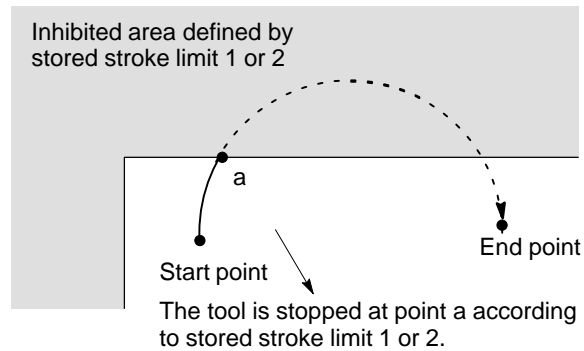 Inhibited area defined by
stored stroke limit 1 or 2
a
End point
Start point
The tool is stopped at point a according
to stored stroke limit 1 or 2.